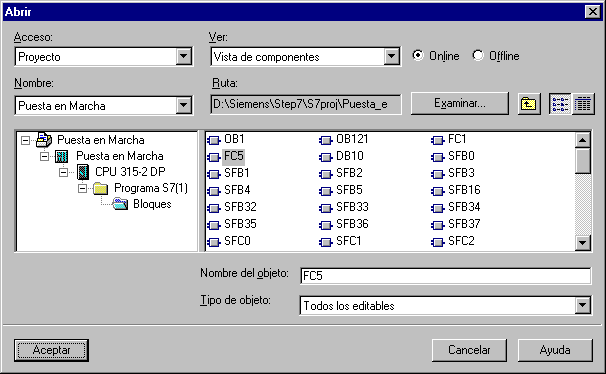 Abrir
Acceso: Ver:
Proyecto Vista de componentes Online Offline
Nombre: Ruta:
Puesta en Marcha D:\Siemens\Step7\S7proj\Puesta_e Examinar...
Puesta en Marcha OB1 OB121 FC1
Puesta en Marcha FC5 DB10 SFB0
CPU 315-2 DP SFB1 SFB2 SFB3
Programa S7(1) SFB4 SFB5 SFB16
Bloques SFB32 SFB33 SFB34
SFB35 SFB36 SFB37
SFC0 SFC1 SFC2
Nombre del objeto: FC5
Tipo de objeto: Todos los editables
Aceptar Cancelar Ayuda